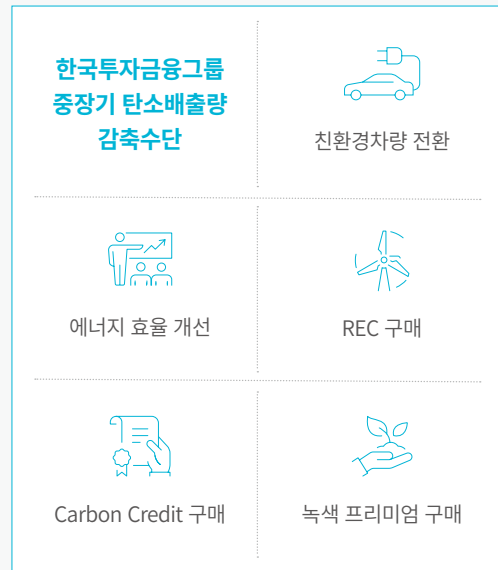 한국투자금융그룹
중장기 탄소배출량
감축수단
친환경차량 전환
에너지 효율 개선
REC 구매
Carbon Credit 구매
녹색 프리미엄 구매